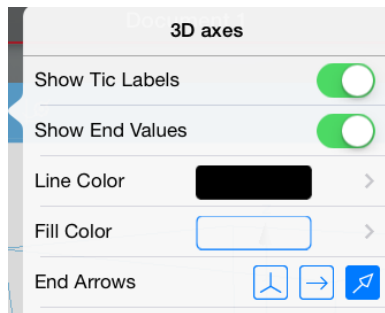 3D axes
Show Tic Labels
Show End Values
Line Color
Fill Color
End Arrows